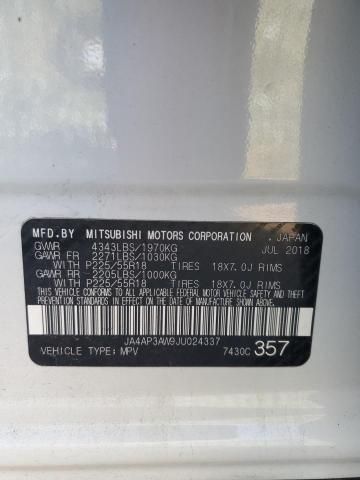 MFD.BY MITSUBISHI MOTORS CORPORATION . JAPAN
GVWR 4343LBS/1970KG JUL 2018
GAWR FR 2271LBS/1030KG
WITH P225/55R18 TIRES 18X7.0J RIMS
GAWR RR 2205LBS/1000KG
WITH P225/55R18 TIRES 18X7.0J RIMS
THIS VEHICLE CONFORMS TO ALL APPLICABLE
FEDERAL MOTOR VEHICLE SAFETY AND THEFT
PREVENTION STANDARDS IN EFFECT ON THE
DATE OF MANUFACTURE SHOWN ABOVE.
JA4AP3AW9JU024337
VEHICLE TYPE: MPV 7430C 357